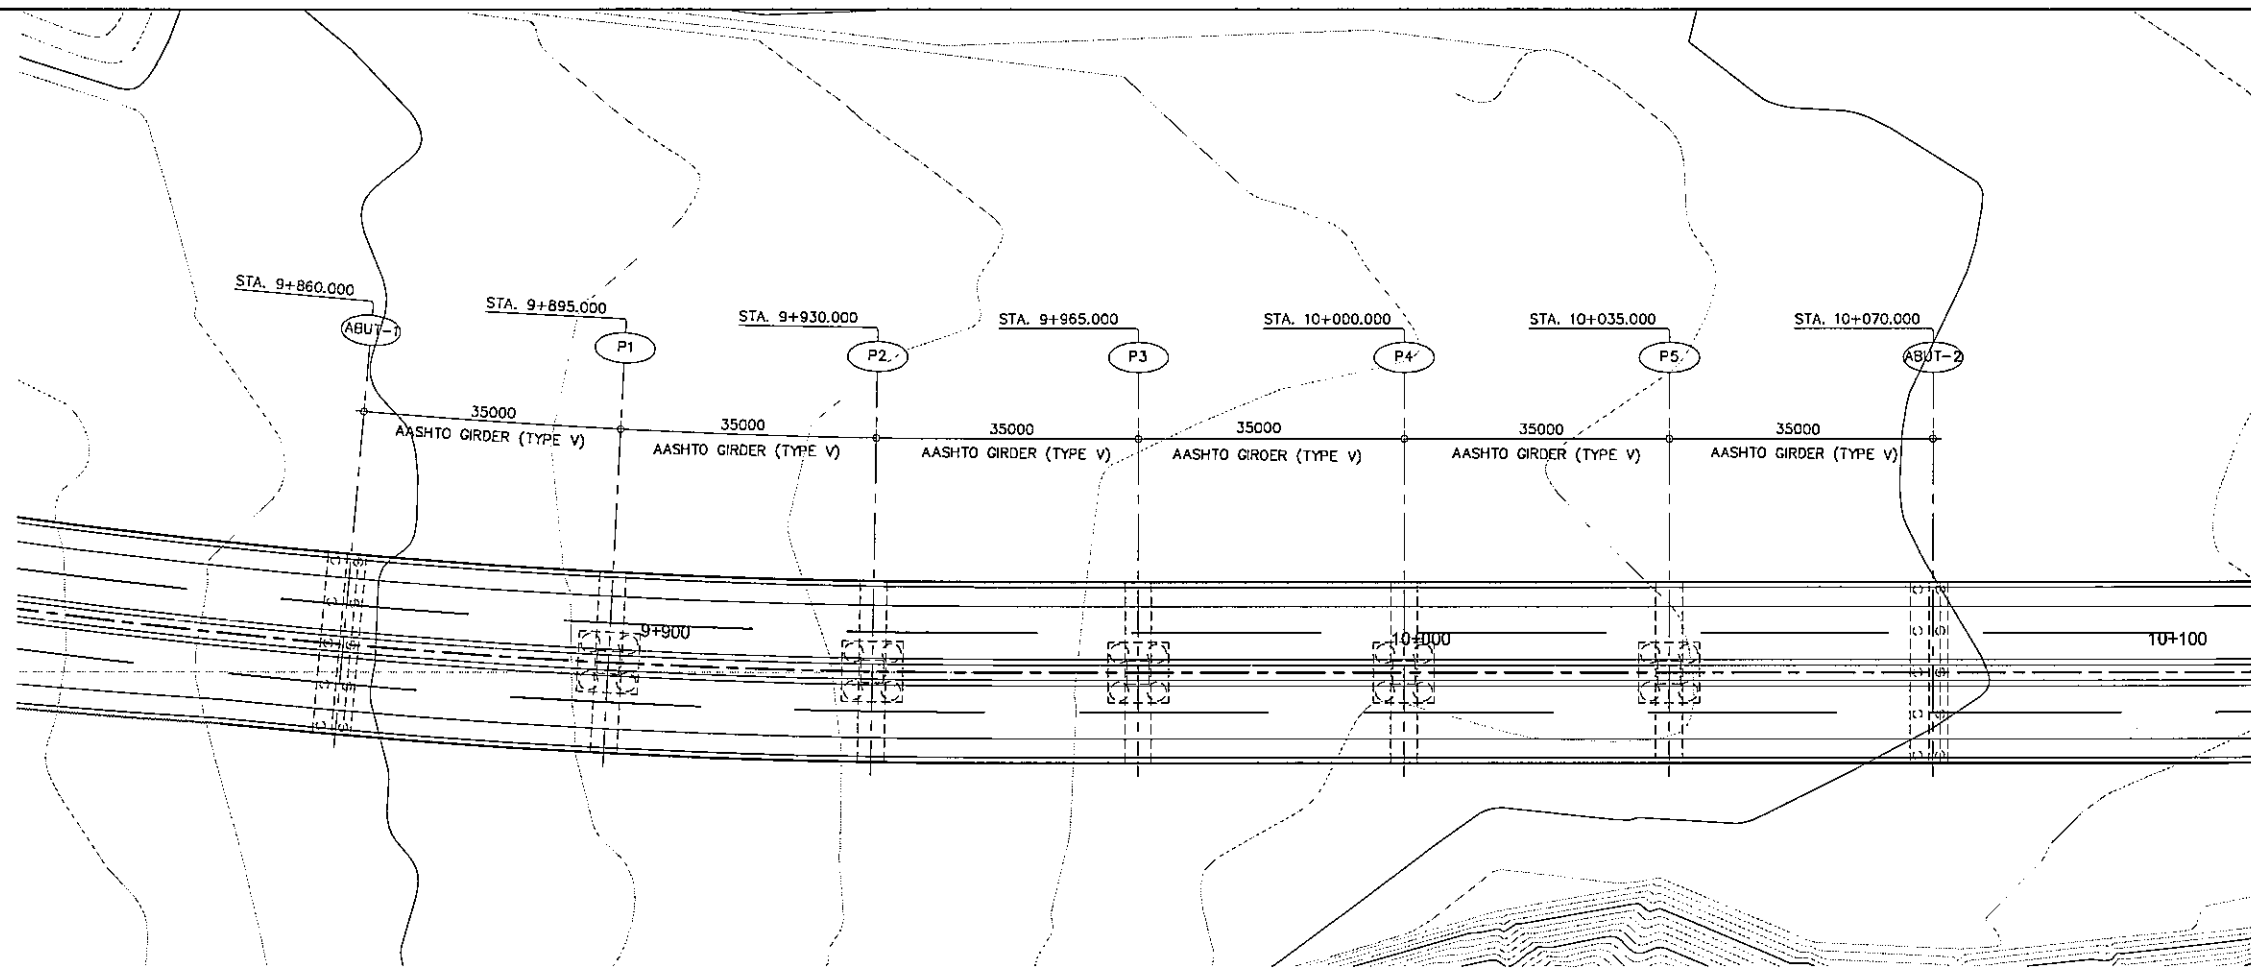 STA. 9+860.000
STA. 9+895.000
STA. 9+930.000
STA. 9+965.000
STA. 10+000.000
STA. 10+035.000
STA. 10+070.000
ABUT-1
P1
P2
P3
P4
P5
ABUT-2
35000
AASHTO GIRDER (TYPE V)
35000
AASHTO GIRDER (TYPE V)
35000
AASHTO GIRDER (TYPE V)
35000
AASHTO GIRDER (TYPE V)
35000
AASHTO GIRDER (TYPE V)
35000
AASHTO GIRDER (TYPE V)
9+900
10+000
10+100